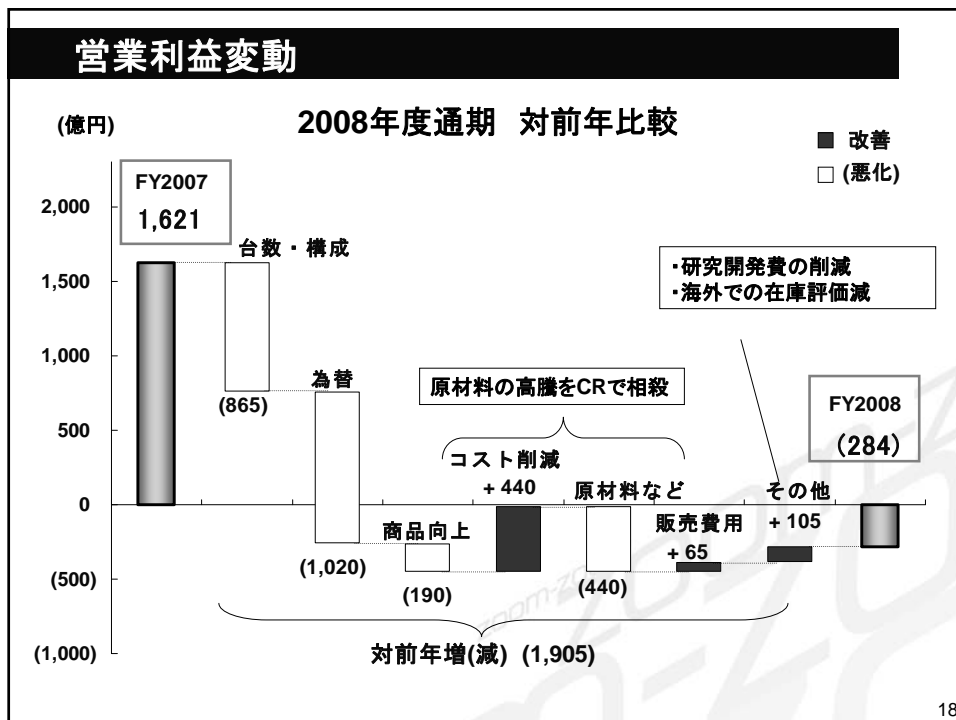 営業利益変動
(億円)
2008年度通期 対前年比較
■ 改善
□ (悪化)
FY2007
1,621
2,000
1,500
1,000
500
0
(500)
(1,000)
台数・構成
(865)
為替
(1,020)
商品向上
(190)
原材料の高騰をCRで相殺
コスト削減
+ 440
原材料など
(440)
販売費用
+ 65
・研究開発費の削減
・海外での在庫評価減
その他
+ 105
FY2008
(284)
対前年増(減) (1,905)
zoom-zoom
18